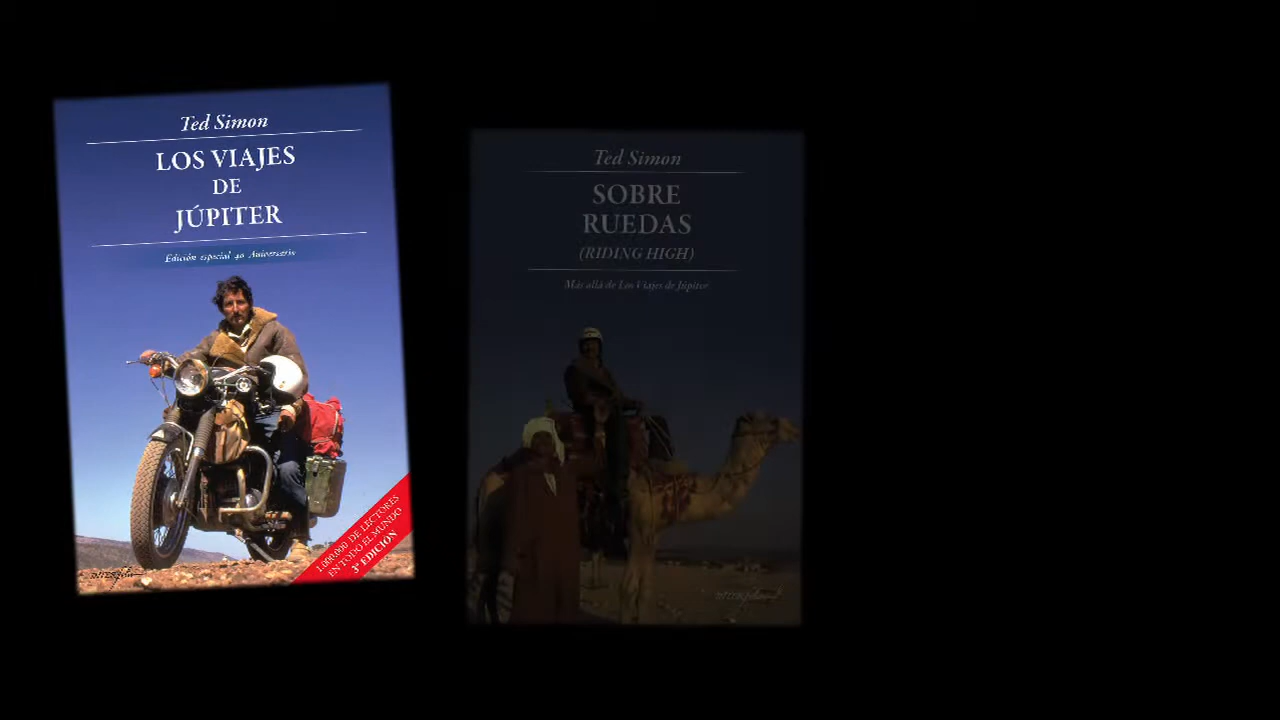 Ted Simon
LOS VIAJES
DE
JÚPITER
Edición especial 40 Aniversario
1.000.000 DE LECTORES
EN TODO EL MUNDO
3ª EDICIÓN
Ted Simon
SOBRE
RUEDAS
(RIDING HIGH)
Más allá de Los Viajes de Júpiter